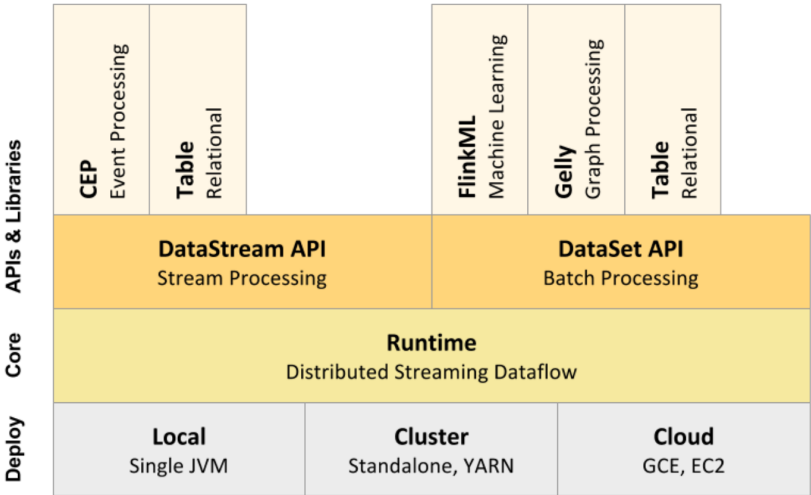 CEP
Event Processing
Table
Relational
FlinkML
Machine Learning
Gelly
Graph Processing
Table
Relational
APIs & Libraries
DataStream API
Stream Processing
DataSet API
Batch Processing
Core
Runtime
Distributed Streaming Dataflow
Deploy
Local
Single JVM
Cluster
Standalone, YARN
Cloud
GCE, EC2